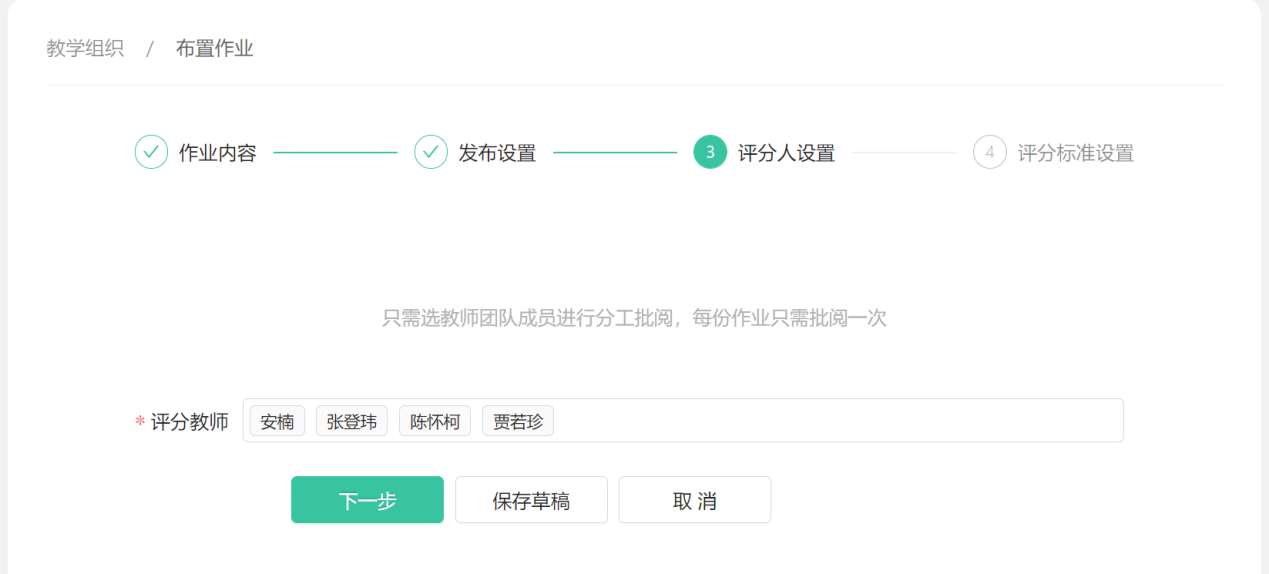 教学组织 / 布置作业
作业内容 发布设置 3 评分人设置 4 评分标准设置
只需选教师团队成员进行分工批阅，每份作业只需批阅一次
* 评分教师 安楠 张登玮 陈怀柯 贾若珍
下一步 保存草稿 取 消